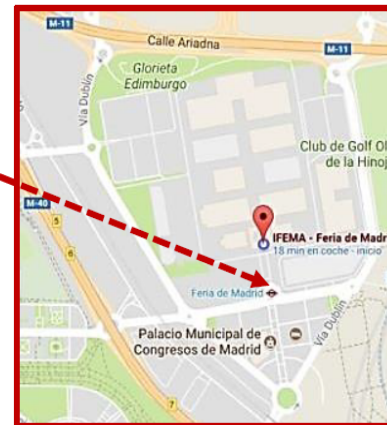 M-11
Calle Ariadna
M-11
Glorieta
Edimburgo
Vía Dublín
Club de Golf Ol
de la Hinoj
M-40
5
6
IFEMA - Feria de Madr
18 min en coche - inicio
Feria de Madrid
Palacio Municipal de
Congresos de Madrid
Vía Dublín
7